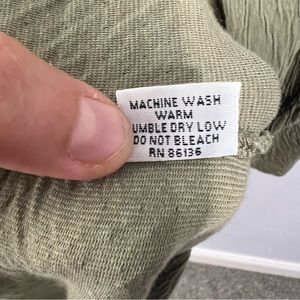 MACHINE WASH
WARM
UMBLE DRY LOW
DO NOT BLEACH
RN 86136